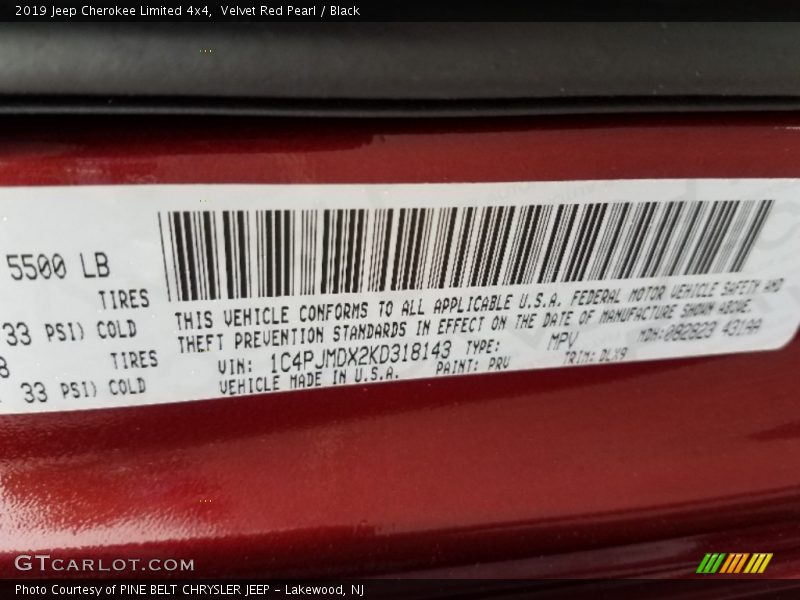 2019 Jeep Cherokee Limited 4x4,  Velvet Red Pearl / Black
5500 LB
TIRES
33 PSI) COLD
TIRES
33 PSI) COLD
THIS VEHICLE CONFORMS TO ALL APPLICABLE U.S.A. FEDERAL MOTOR VEHICLE SAFETY AND
THEFT PREVENTION STANDARDS IN EFFECT ON THE DATE OF MANUFACTURE SHOWN ABOVE.
VIN: 1C4PJMDX2KD318143 TYPE: MPV MDH:082823 431AA
VEHICLE MADE IN U.S.A. PAINT: PRV TRIM: DLX9
GTCARLOT.COM
Photo Courtesy of PINE BELT CHRYSLER JEEP - Lakewood, NJ